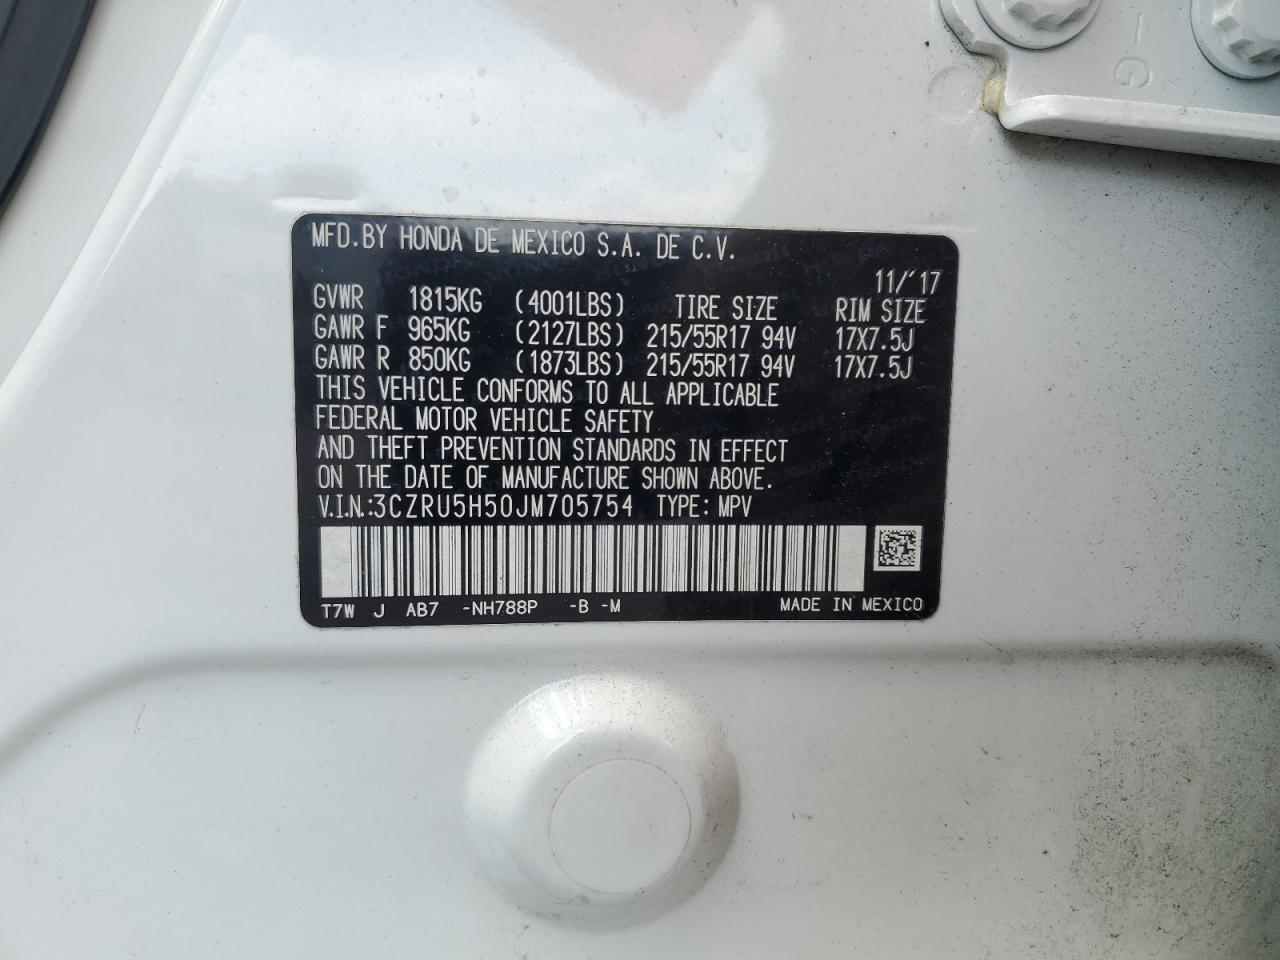 MFD.BY HONDA DE MEXICO S.A. DE C.V.
11/'17
GVWR 1815KG (4001LBS) TIRE SIZE RIM SIZE
GAWR F 965KG (2127LBS) 215/55R17 94V 17X7.5J
GAWR R 850KG (1873LBS) 215/55R17 94V 17X7.5J
THIS VEHICLE CONFORMS TO ALL APPLICABLE
FEDERAL MOTOR VEHICLE SAFETY
AND THEFT PREVENTION STANDARDS IN EFFECT
ON THE DATE OF MANUFACTURE SHOWN ABOVE.
V.I.N.:3CZRU5H50JM705754 TYPE: MPV
T7W J AB7 -NH788P -B -M MADE IN MEXICO